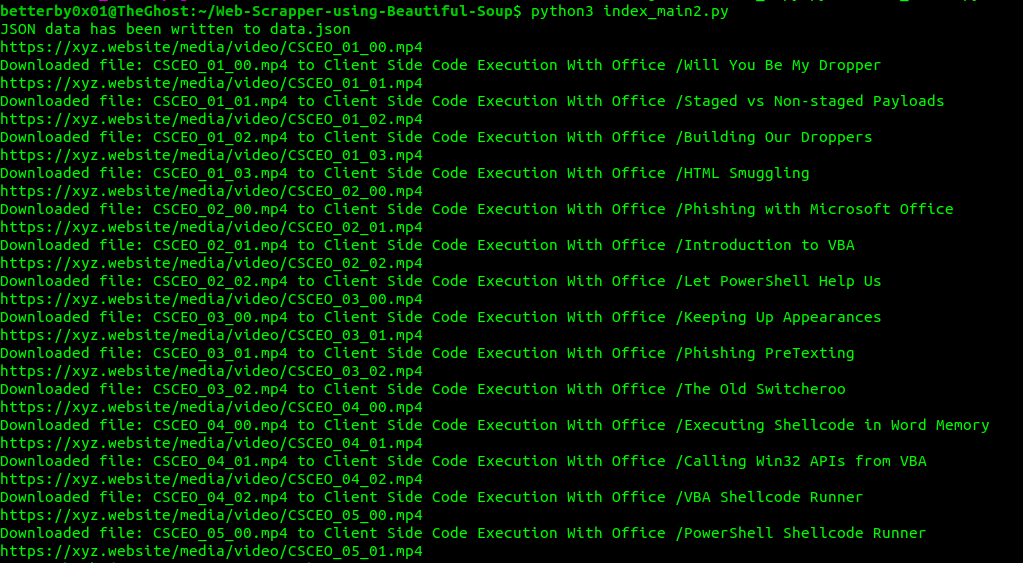 betterby0x01@TheGhost:~/Web-Scrapper-using-Beautiful-Soup$ python3 index_main2.py
JSON data has been written to data.json
https://xyz.website/media/video/CSCEO_01_00.mp4
Downloaded file: CSCEO_01_00.mp4 to Client Side Code Execution With Office /Will You Be My Dropper
https://xyz.website/media/video/CSCEO_01_01.mp4
Downloaded file: CSCEO_01_01.mp4 to Client Side Code Execution With Office /Staged vs Non-staged Payloads
https://xyz.website/media/video/CSCEO_01_02.mp4
Downloaded file: CSCEO_01_02.mp4 to Client Side Code Execution With Office /Building Our Droppers
https://xyz.website/media/video/CSCEO_01_03.mp4
Downloaded file: CSCEO_01_03.mp4 to Client Side Code Execution With Office /HTML Smuggling
https://xyz.website/media/video/CSCEO_02_00.mp4
Downloaded file: CSCEO_02_00.mp4 to Client Side Code Execution With Office /Phishing with Microsoft Office
https://xyz.website/media/video/CSCEO_02_01.mp4
Downloaded file: CSCEO_02_01.mp4 to Client Side Code Execution With Office /Introduction to VBA
https://xyz.website/media/video/CSCEO_02_02.mp4
Downloaded file: CSCEO_02_02.mp4 to Client Side Code Execution With Office /Let PowerShell Help Us
https://xyz.website/media/video/CSCEO_03_00.mp4
Downloaded file: CSCEO_03_00.mp4 to Client Side Code Execution With Office /Keeping Up Appearances
https://xyz.website/media/video/CSCEO_03_01.mp4
Downloaded file: CSCEO_03_01.mp4 to Client Side Code Execution With Office /Phishing PreTexting
https://xyz.website/media/video/CSCEO_03_02.mp4
Downloaded file: CSCEO_03_02.mp4 to Client Side Code Execution With Office /The Old Switcheroo
https://xyz.website/media/video/CSCEO_04_00.mp4
Downloaded file: CSCEO_04_00.mp4 to Client Side Code Execution With Office /Executing Shellcode in Word Memory
https://xyz.website/media/video/CSCEO_04_01.mp4
Downloaded file: CSCEO_04_01.mp4 to Client Side Code Execution With Office /Calling Win32 APIs from VBA
https://xyz.website/media/video/CSCEO_04_02.mp4
Downloaded file: CSCEO_04_02.mp4 to Client Side Code Execution With Office /VBA Shellcode Runner
https://xyz.website/media/video/CSCEO_05_00.mp4
Downloaded file: CSCEO_05_00.mp4 to Client Side Code Execution With Office /PowerShell Shellcode Runner
https://xyz.website/media/video/CSCEO_05_01.mp4